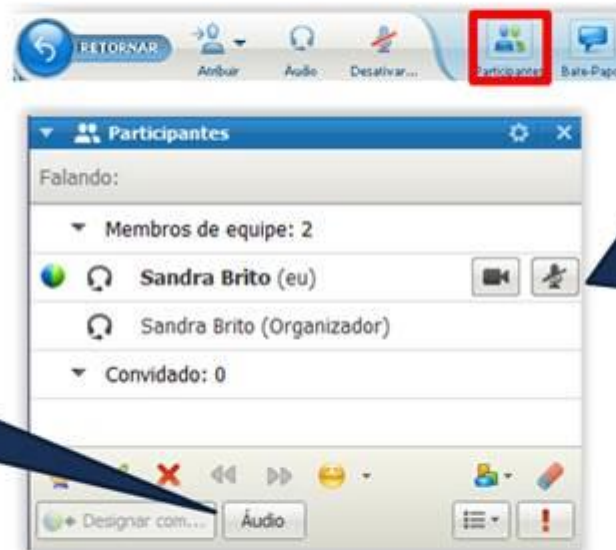 RETORNAR
Atribuir Áudio Desativar... Participantes Bate-Papo
Participantes
Falando:
Membros de equipe: 2
Sandra Brito (eu)
Sandra Brito (Organizador)
Convidado: 0
Designar com... Áudio